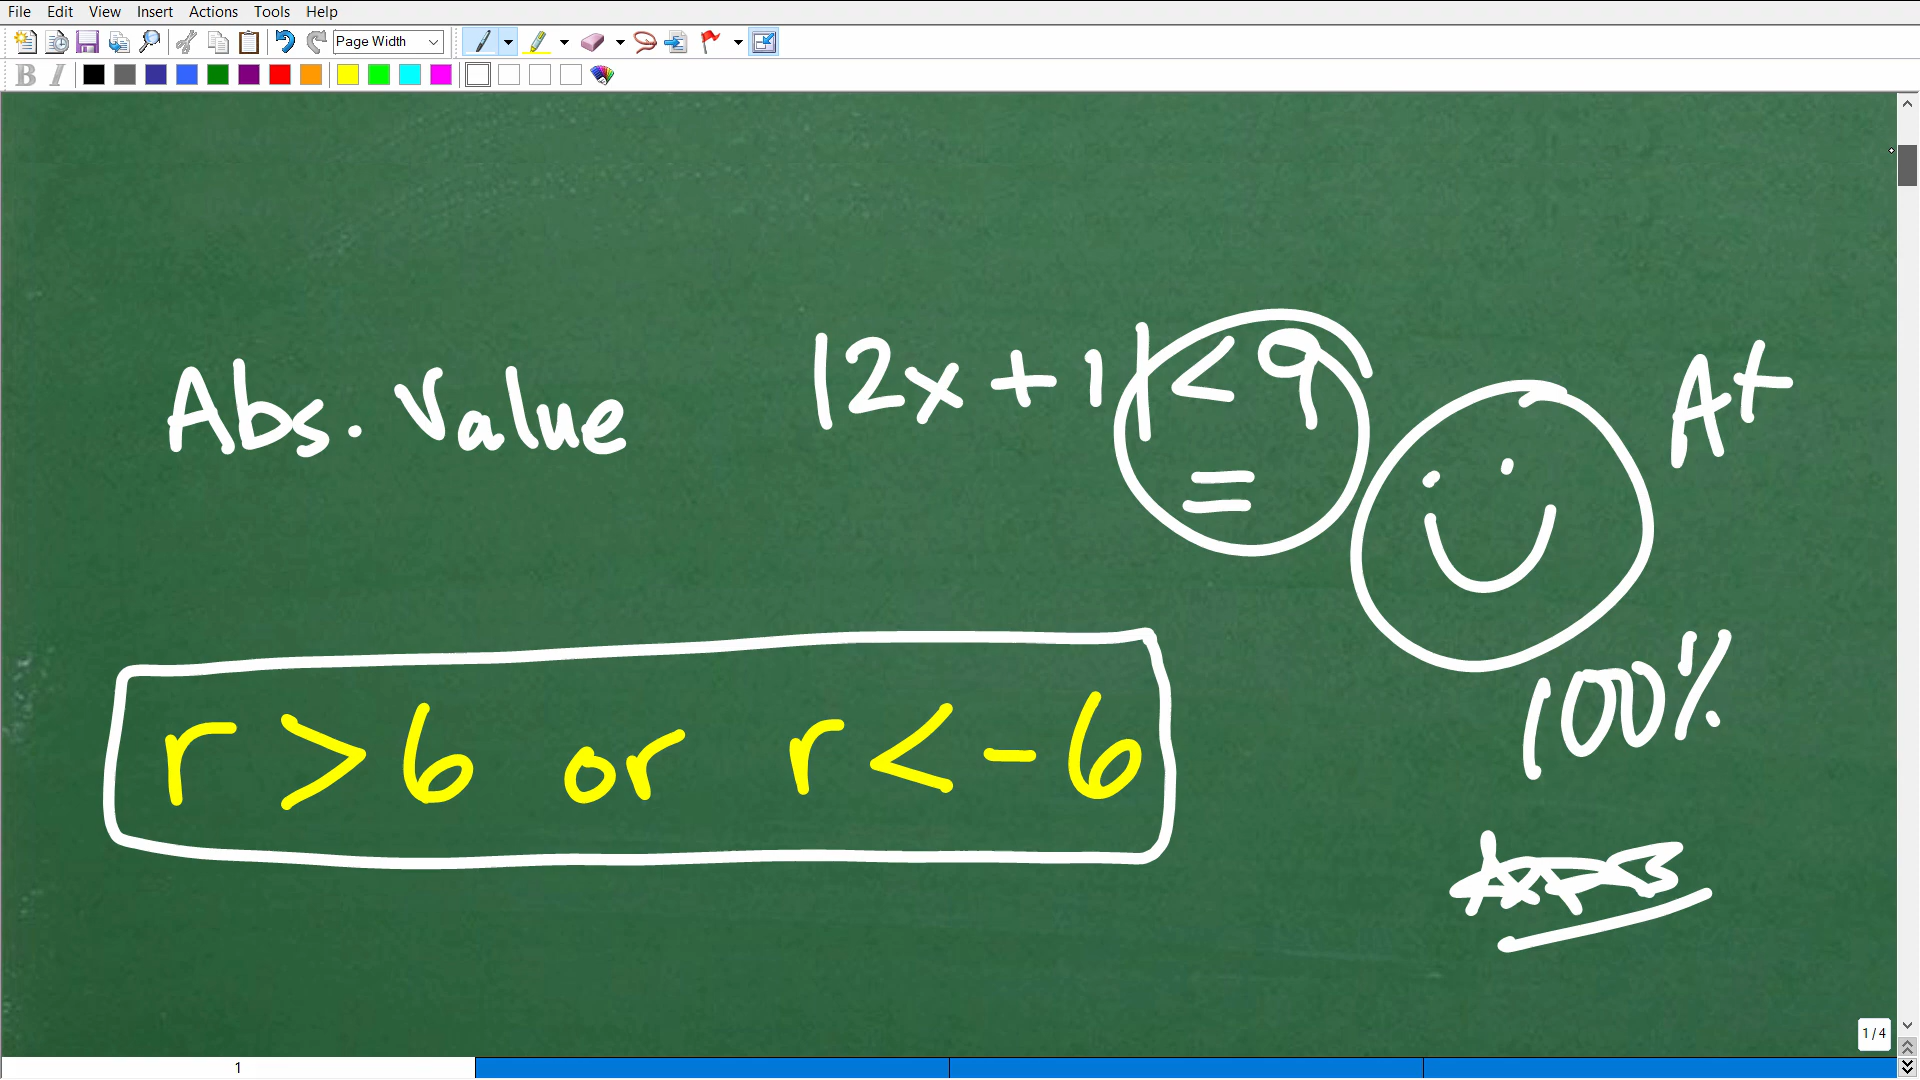 File Edit View Insert Actions Tools Help
Page Width
B I
Abs. Value
|2x + 1| < 9
=
A+
100%
r > 6 or r < - 6
1 / 4
1